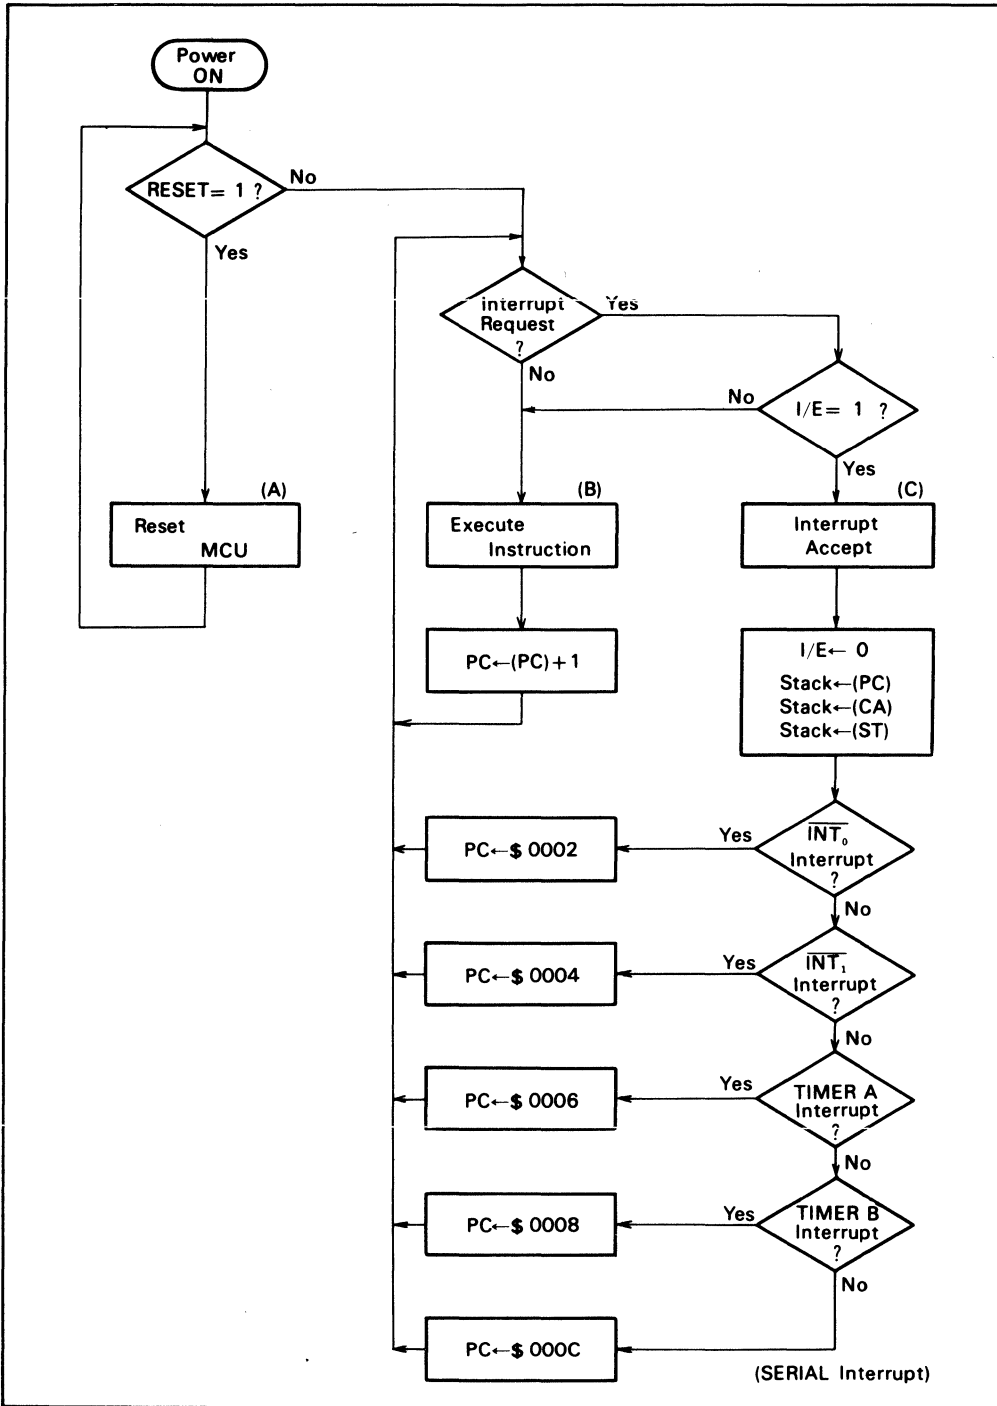 Power
ON
RESET= 1 ?
No
Yes
interrupt
Request
?
Yes
No
I/E= 1 ?
No
Yes
(A)
Reset
MCU
(B)
Execute
Instruction
(C)
Interrupt
Accept
PC←(PC)+1
I/E← 0
Stack←(PC)
Stack←(CA)
Stack←(ST)
INT₀
Interrupt
?
Yes
No
PC←$ 0002
INT₁
Interrupt
?
Yes
No
PC←$ 0004
TIMER A
Interrupt
?
Yes
No
PC←$ 0006
TIMER B
Interrupt
?
Yes
No
PC←$ 0008
PC←$ 000C
(SERIAL Interrupt)